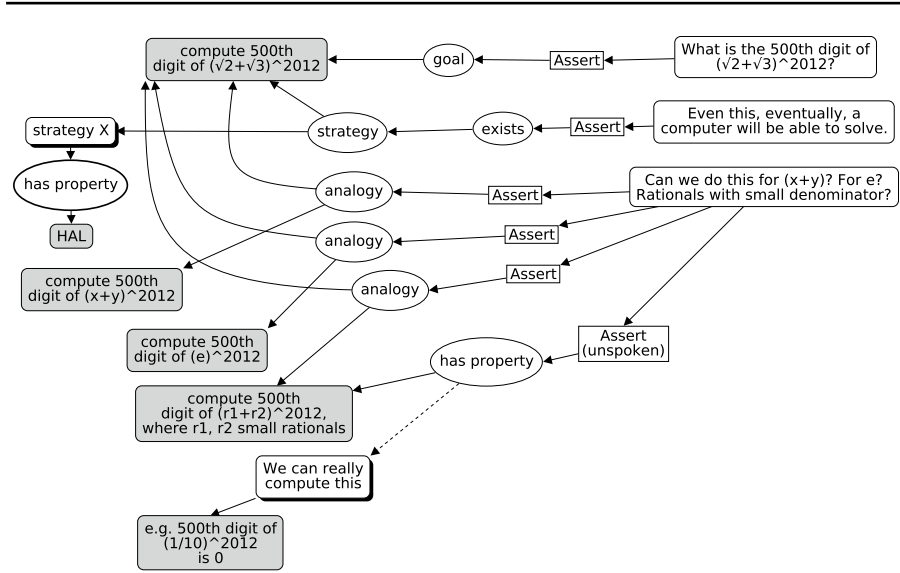 compute 500th
digit of (√2+√3)^2012
goal
Assert
What is the 500th digit of
(√2+√3)^2012?
strategy X
strategy
exists
Assert
Even this, eventually, a
computer will be able to solve.
has property
HAL
analogy
Assert
Can we do this for (x+y)? For e?
Rationals with small denominator?
analogy
Assert
compute 500th
digit of (x+y)^2012
analogy
Assert
compute 500th
digit of (e)^2012
has property
Assert
(unspoken)
compute 500th
digit of (r1+r2)^2012,
where r1, r2 small rationals
We can really
compute this
e.g. 500th digit of
(1/10)^2012
is 0